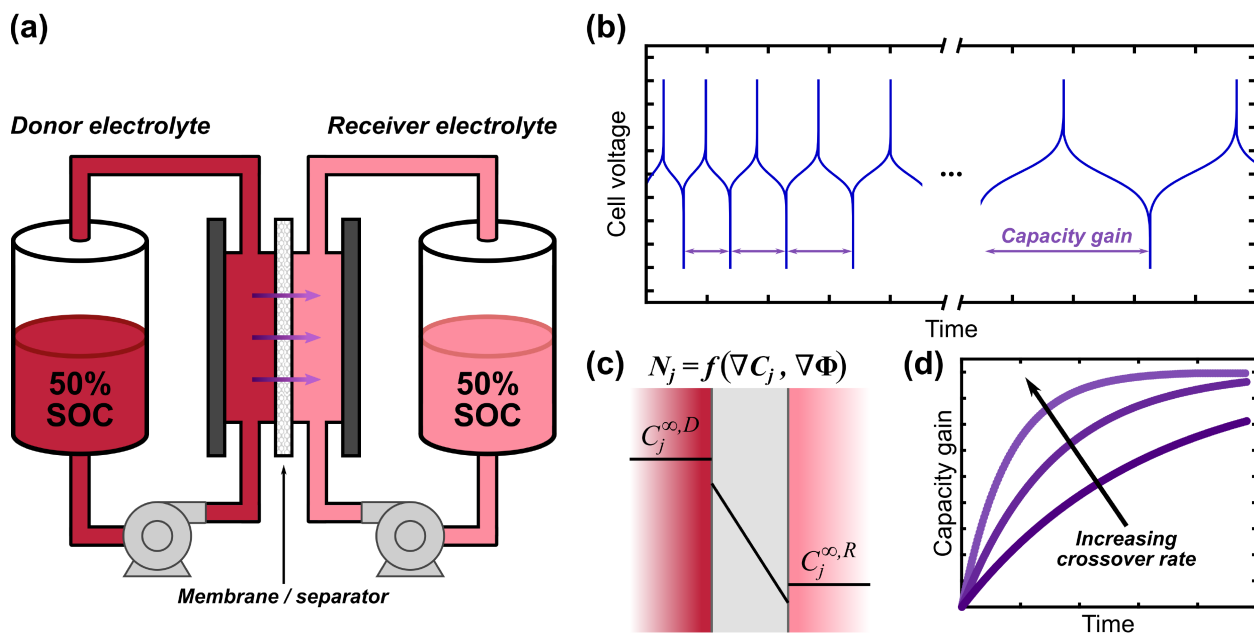 (a)
Donor electrolyte
Receiver electrolyte
50%
SOC
50%
SOC
Membrane / separator
(b)
Cell voltage
Capacity gain
...
Time
(c)
N_j = f(∇C_j, ∇Φ)
C_j^{∞,D}
C_j^{∞,R}
(d)
Capacity gain
Increasing
crossover rate
Time